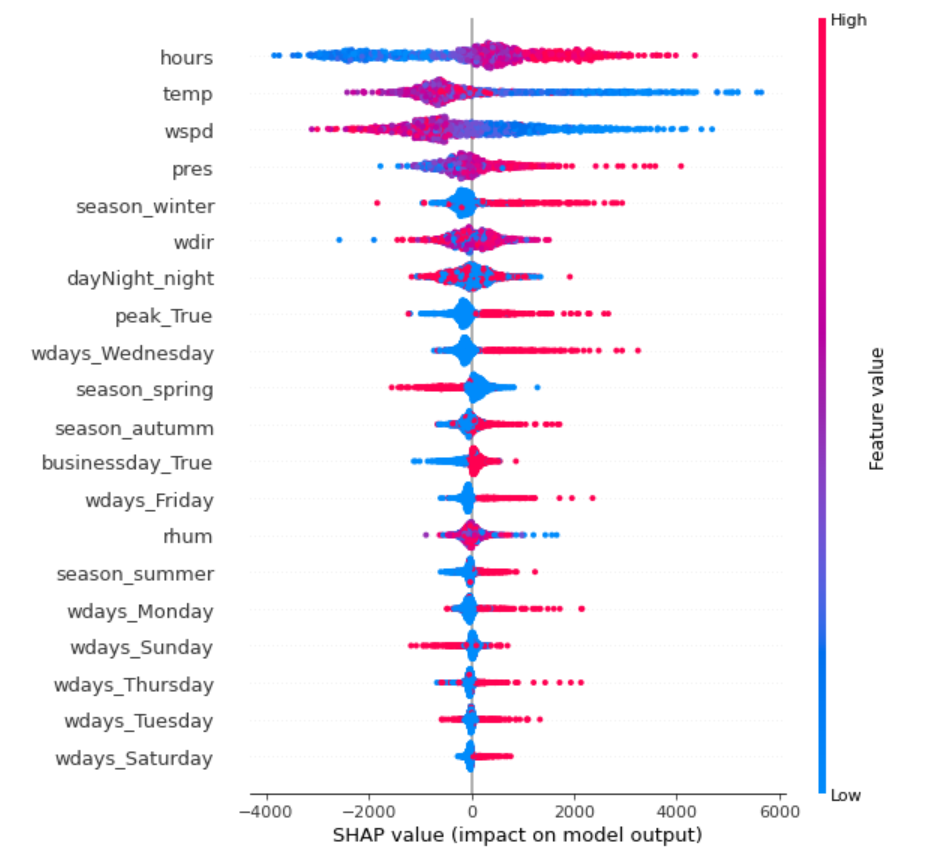 High
hours
temp
wspd
pres
season_winter
wdir
dayNight_night
peak_True
wdays_Wednesday
season_spring
season_autumm
businessday_True
wdays_Friday
rhum
season_summer
wdays_Monday
wdays_Sunday
wdays_Thursday
wdays_Tuesday
wdays_Saturday
Feature value
Low
−4000 −2000 0 2000 4000 6000
SHAP value (impact on model output)